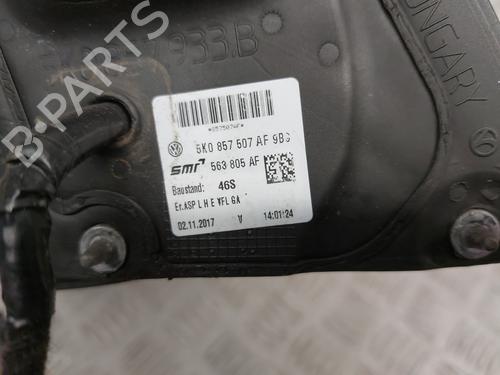 933.B
HUNGARY
*857507AF*
5K0 857 507 AF 9B9
smr 563 805 AF
Baustand: 46S
Er.ASP L H E VFL GA
02.11.2017 V 14:01:24
B-PARTS